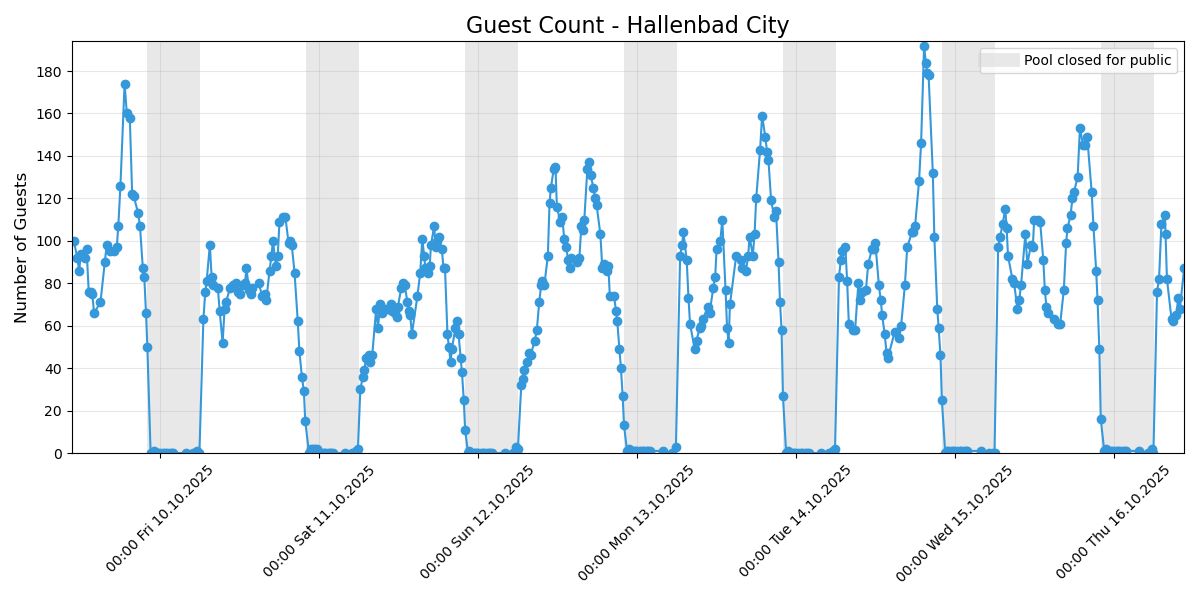 Guest Count - Hallenbad City
Pool closed for public
Number of Guests
180
160
140
120
100
80
60
40
20
0
00:00 Fri 10.10.2025
00:00 Sat 11.10.2025
00:00 Sun 12.10.2025
00:00 Mon 13.10.2025
00:00 Tue 14.10.2025
00:00 Wed 15.10.2025
00:00 Thu 16.10.2025